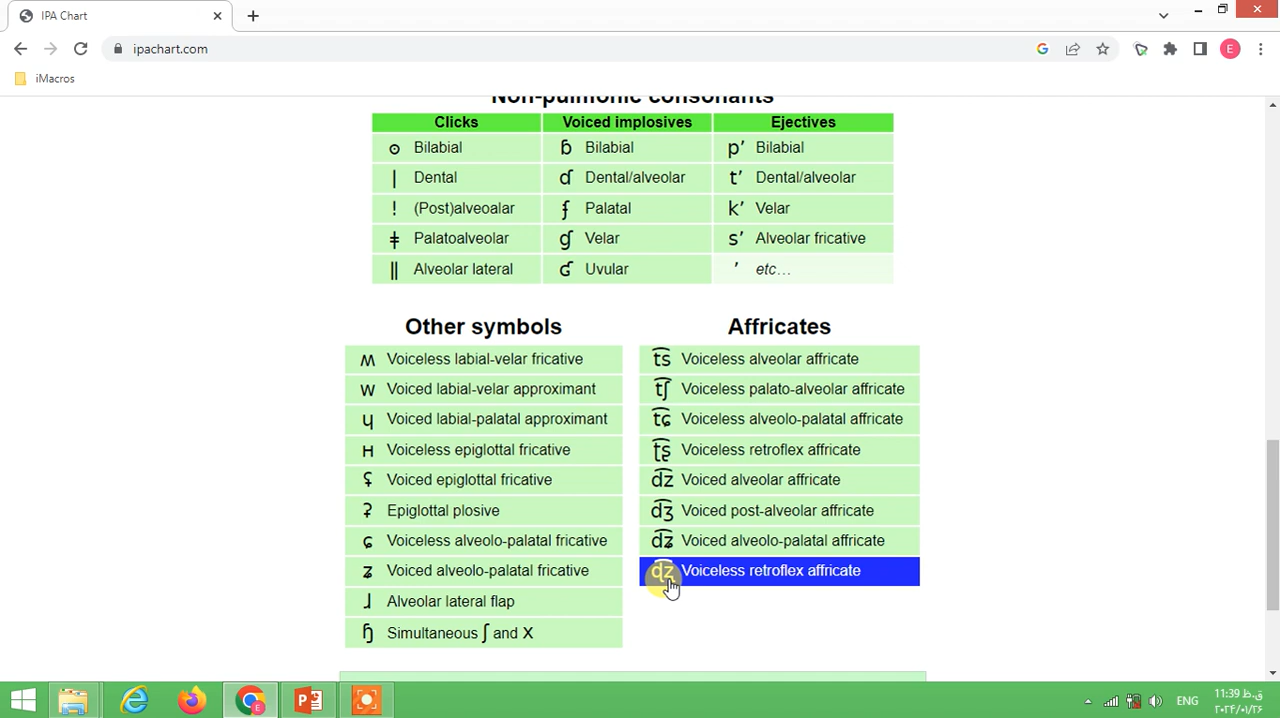 IPA Chart
ipachart.com
E
iMacros
Non-pulmonic consonants
Clicks Voiced implosives Ejectives
ʘ Bilabial ɓ Bilabial pʼ Bilabial
ǀ Dental ɗ Dental/alveolar tʼ Dental/alveolar
ǃ (Post)alveoalar ʄ Palatal kʼ Velar
ǂ Palatoalveolar ɠ Velar sʼ Alveolar fricative
ǁ Alveolar lateral ʛ Uvular ʼ etc…
Other symbols
ʍ Voiceless labial-velar fricative
w Voiced labial-velar approximant
ɥ Voiced labial-palatal approximant
ʜ Voiceless epiglottal fricative
ʢ Voiced epiglottal fricative
ʡ Epiglottal plosive
ɕ Voiceless alveolo-palatal fricative
ʑ Voiced alveolo-palatal fricative
ɺ Alveolar lateral flap
ɧ Simultaneous ʃ and X
Affricates
t͡s Voiceless alveolar affricate
t͡ʃ Voiceless palato-alveolar affricate
t͡ɕ Voiceless alveolo-palatal affricate
ʈ͡ʂ Voiceless retroflex affricate
d͡z Voiced alveolar affricate
d͡ʒ Voiced post-alveolar affricate
d͡ʑ Voiced alveolo-palatal affricate
ɖ͡ʐ Voiceless retroflex affricate
ENG
11:39 ق.ظ
۲۰۲۴/۰۱/۲۶